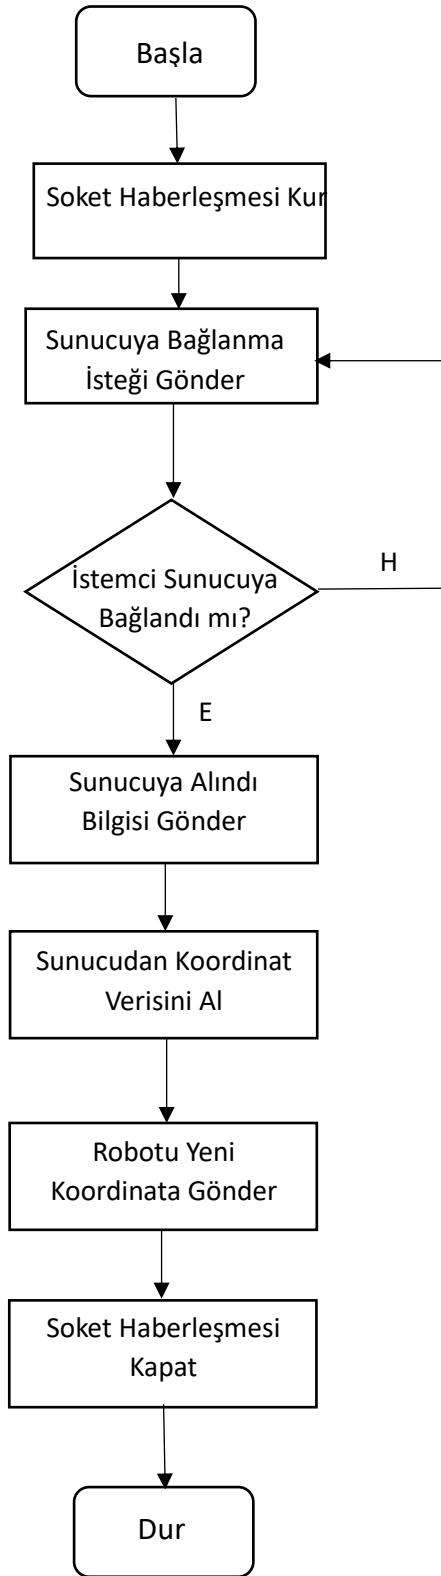 Başla
Soket Haberleşmesi Kur
Sunucuya Bağlanma
İsteği Gönder
İstemci Sunucuya
Bağlandı mı?
H
E
Sunucuya Alındı
Bilgisi Gönder
Sunucudan Koordinat
Verisini Al
Robotu Yeni
Koordinata Gönder
Soket Haberleşmesi
Kapat
Dur